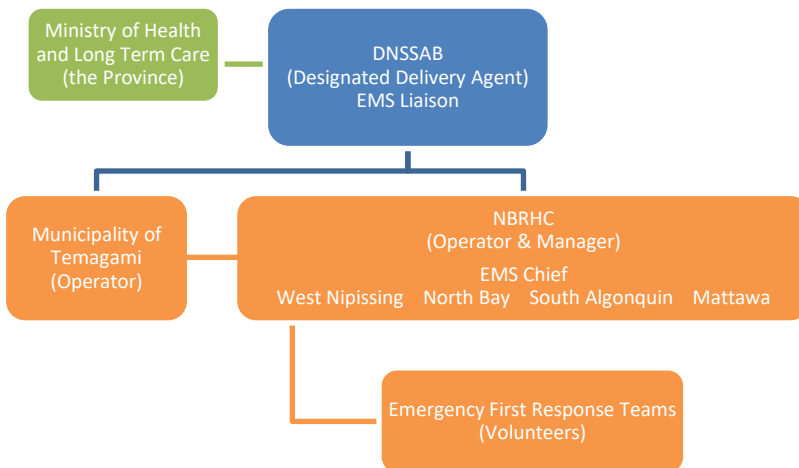 Ministry of Health
and Long Term Care
(the Province)
DNSSAB
(Designated Delivery Agent)
EMS Liaison
Municipality of
Temagami
(Operator)
NBRHC
(Operator & Manager)
EMS Chief
West Nipissing North Bay South Algonquin Mattawa
Emergency First Response Teams
(Volunteers)